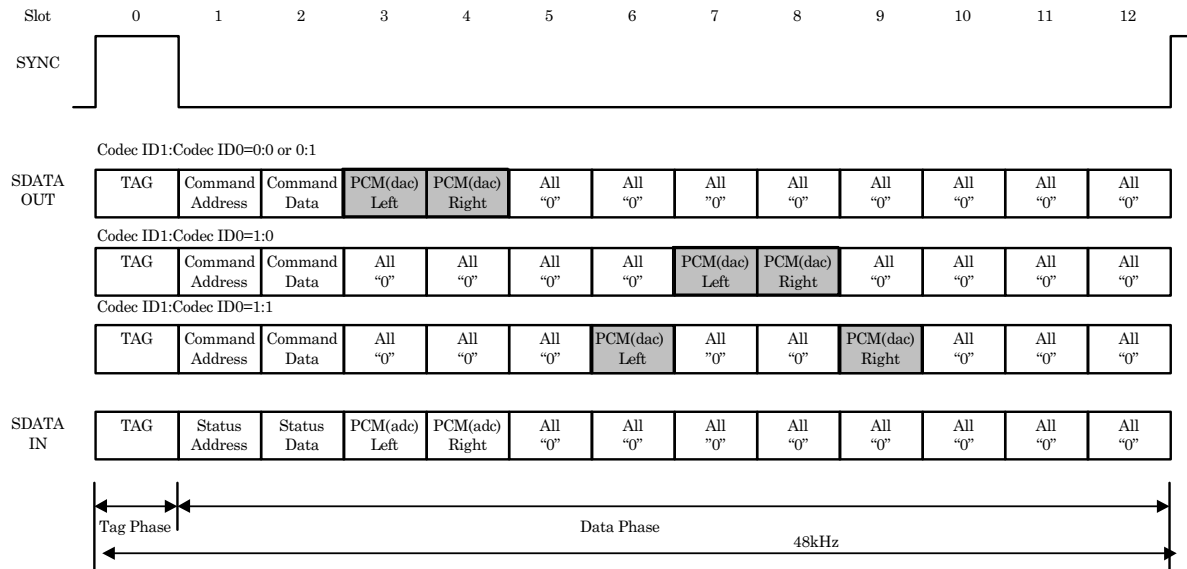 Slot 0 1 2 3 4 5 6 7 8 9 10 11 12
SYNC
Codec ID1:Codec ID0=0:0 or 0:1
SDATA OUT
TAG
Command Address
Command Data
PCM(dac) Left
PCM(dac) Right
All “0”
All “0”
All ”0”
All “0”
All “0”
All “0”
All “0”
All “0”
Codec ID1:Codec ID0=1:0
TAG
Command Address
Command Data
All “0”
All “0”
All “0”
All “0”
PCM(dac) Left
PCM(dac) Right
All “0”
All “0”
All “0”
All “0”
Codec ID1:Codec ID0=1:1
TAG
Command Address
Command Data
All “0”
All “0”
All “0”
PCM(dac) Left
All ”0”
All “0”
PCM(dac) Right
All “0”
All “0”
All “0”
SDATA IN
TAG
Status Address
Status Data
PCM(adc) Left
PCM(adc) Right
All “0”
All “0”
All ”0”
All “0”
All “0”
All “0”
All “0”
All “0”
Tag Phase
Data Phase
48kHz